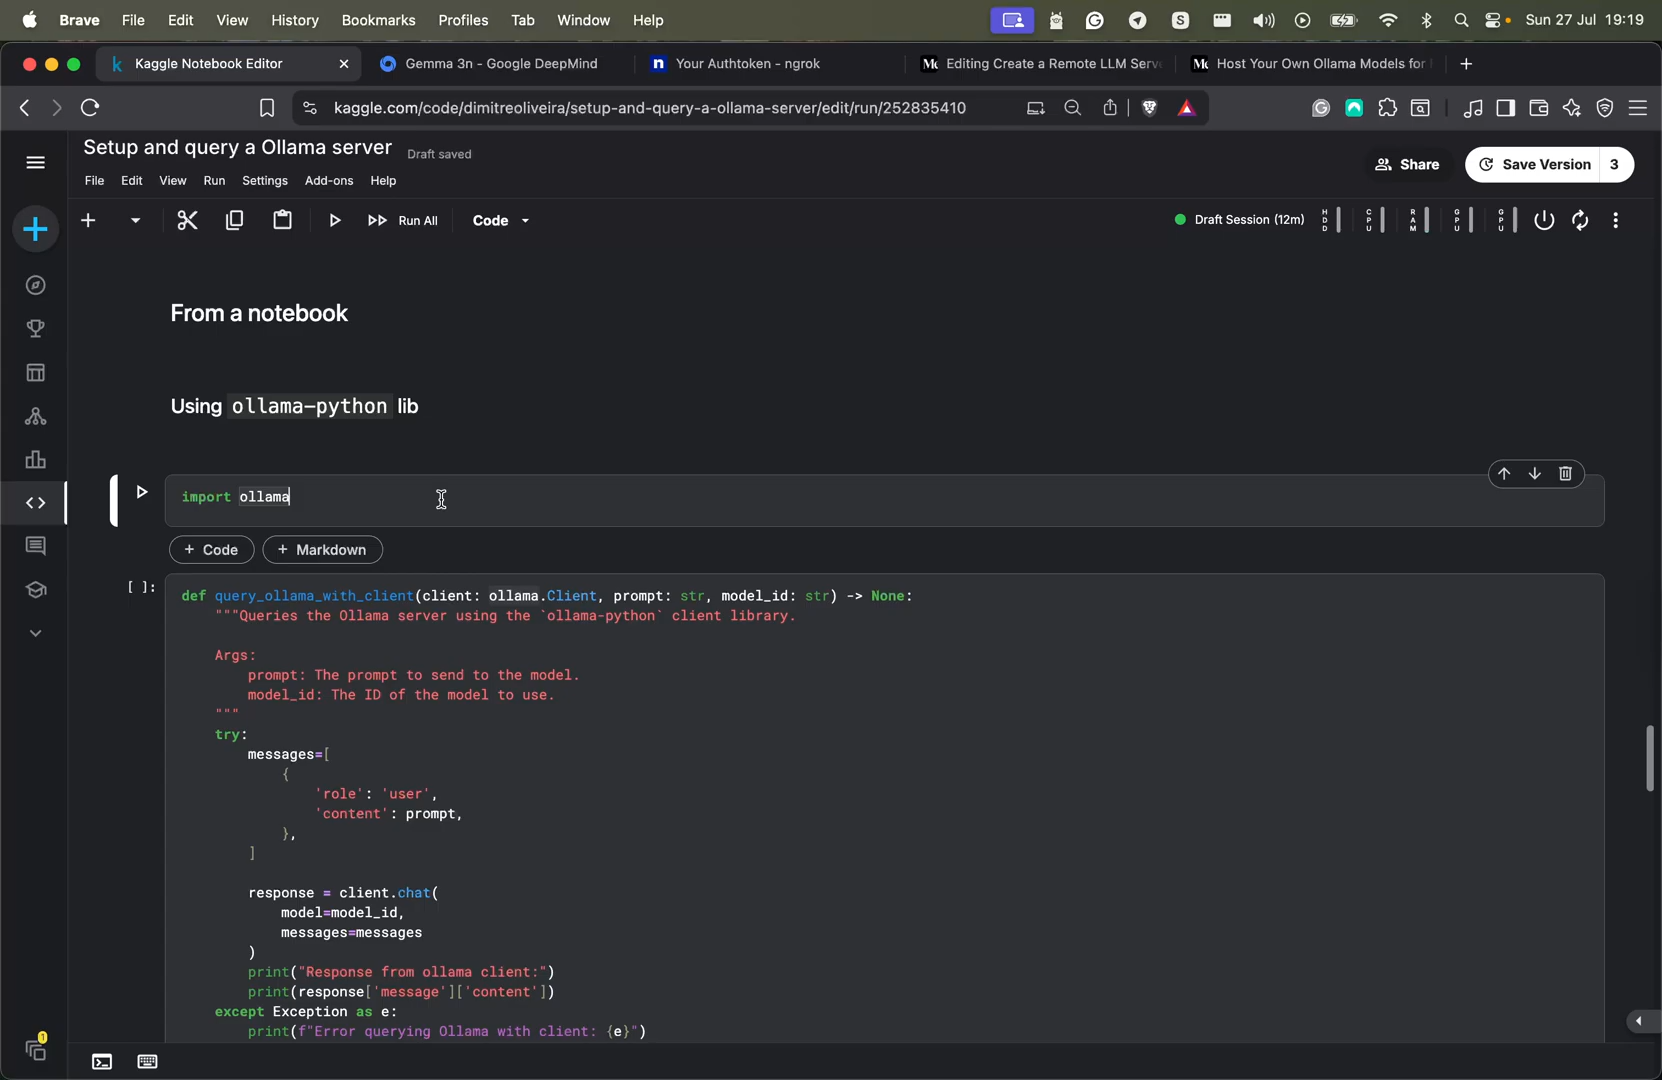 Brave File Edit View History Bookmarks Profiles Tab Window Help Sun 27 Jul 19:19
Kaggle Notebook Editor Gemma 3n - Google DeepMind Your Authtoken - ngrok Editing Create a Remote LLM Serv Host Your Own Ollama Models for
kaggle.com/code/dimitreoliveira/setup-and-query-a-ollama-server/edit/run/252835410
Setup and query a Ollama server Draft saved
Share Save Version 3
File Edit View Run Settings Add-ons Help
Run All Code Draft Session (12m) HDD CPU RAM GPU GPU
From a notebook
Using ollama-python lib
import ollama
+ Code + Markdown
[ ]:
def query_ollama_with_client(client: ollama.Client, prompt: str, model_id: str) -> None:
"""Queries the Ollama server using the `ollama-python` client library.
Args:
prompt: The prompt to send to the model.
model_id: The ID of the model to use.
"""
try:
messages=[
{
'role': 'user',
'content': prompt,
},
]
response = client.chat(
model=model_id,
messages=messages
)
print("Response from ollama client:")
print(response['message']['content'])
except Exception as e:
print(f"Error querying Ollama with client: {e}")
1